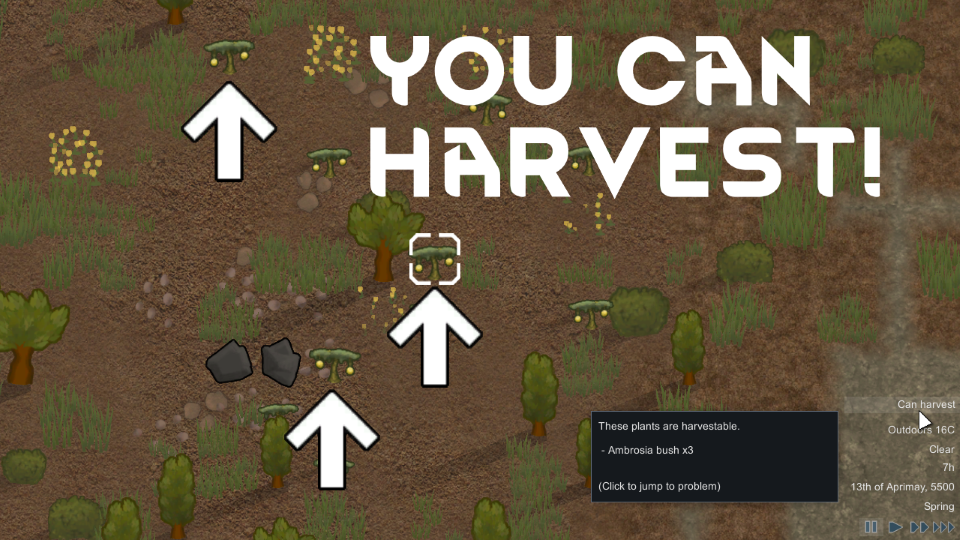 YOU CAN
HARVEST!
Can harvest
These plants are harvestable.
- Ambrosia bush x3
(Click to jump to problem)
Outdoors 16C
Clear
7h
13th of Aprimay, 5500
Spring